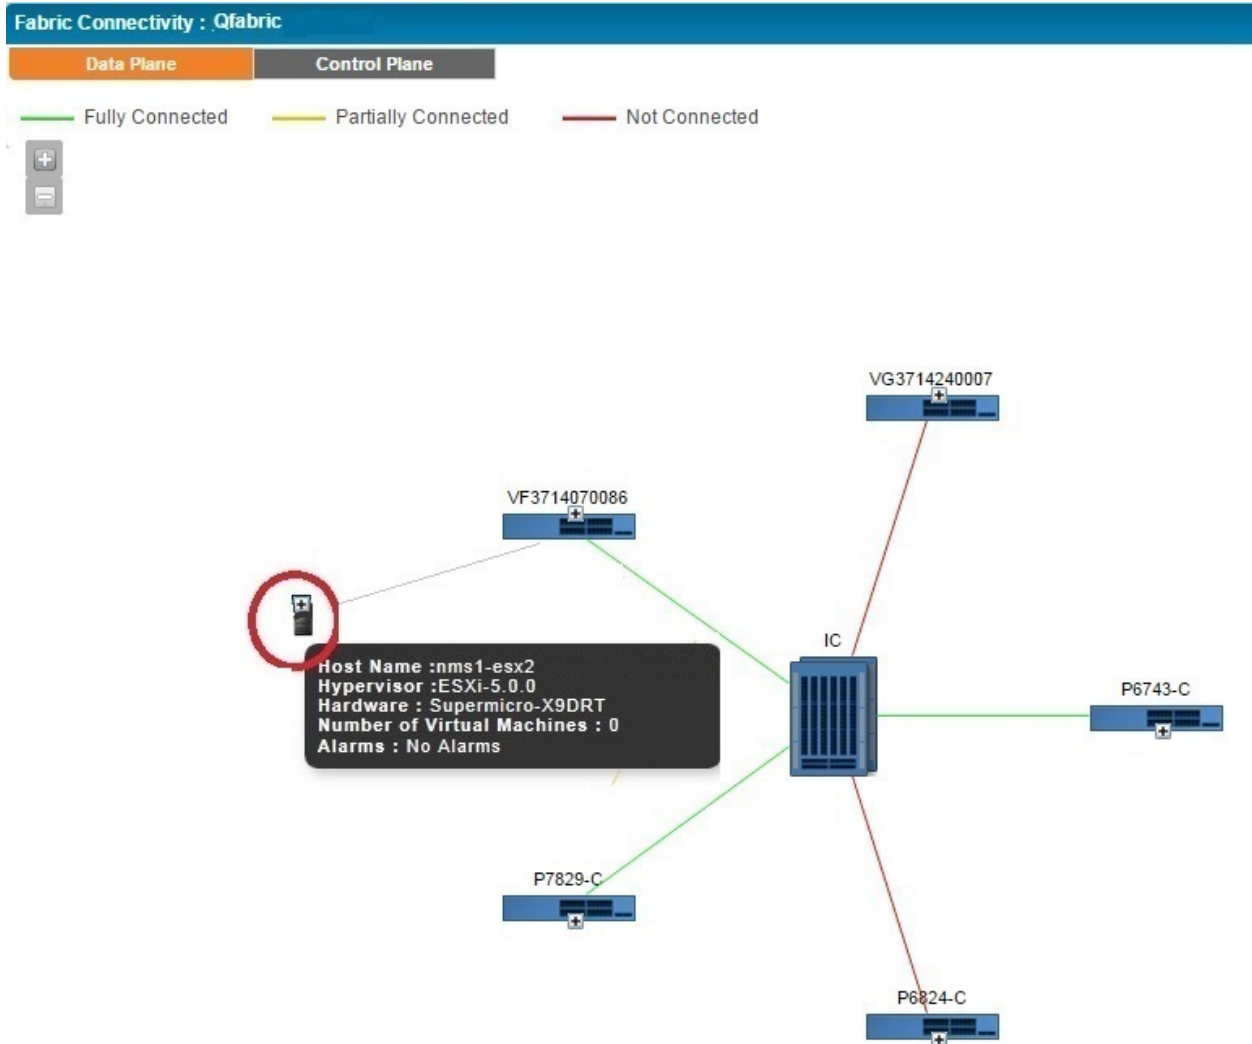 Fabric Connectivity : Qfabric
Data Plane
Control Plane
Fully Connected
Partially Connected
Not Connected
VG3714240007
VF3714070086
IC
Host Name :nms1-esx2
Hypervisor :ESXi-5.0.0
Hardware : Supermicro-X9DRT
Number of Virtual Machines : 0
Alarms : No Alarms
P6743-C
P7829-C
P6824-C